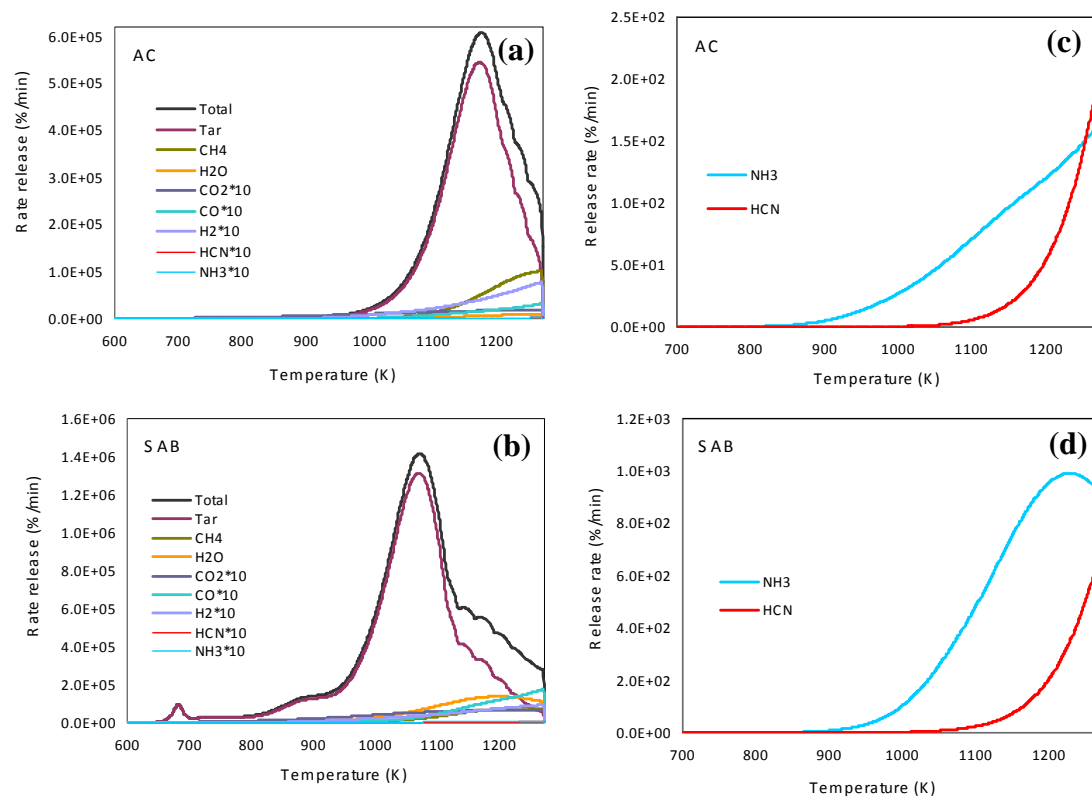 (a)
AC
Rate release (%/min)
6.0E+05
5.0E+05
4.0E+05
3.0E+05
2.0E+05
1.0E+05
0.0E+00
Total
Tar
CH4
H2O
CO2*10
CO*10
H2*10
HCN*10
NH3*10
600 700 800 900 1000 1100 1200
Temperature (K)
(c)
AC
Release rate (%/min)
2.5E+02
2.0E+02
1.5E+02
1.0E+02
5.0E+01
0.0E+00
NH3
HCN
700 800 900 1000 1100 1200
Temperature (K)
(b)
SAB
Rate release (%/min)
1.6E+06
1.4E+06
1.2E+06
1.0E+06
8.0E+05
6.0E+05
4.0E+05
2.0E+05
0.0E+00
Total
Tar
CH4
H2O
CO2*10
CO*10
H2*10
HCN*10
NH3*10
600 700 800 900 1000 1100 1200
Temperature (K)
(d)
SAB
Release rate (%/min)
1.2E+03
1.0E+03
8.0E+02
6.0E+02
4.0E+02
2.0E+02
0.0E+00
NH3
HCN
700 800 900 1000 1100 1200
Temperature (K)